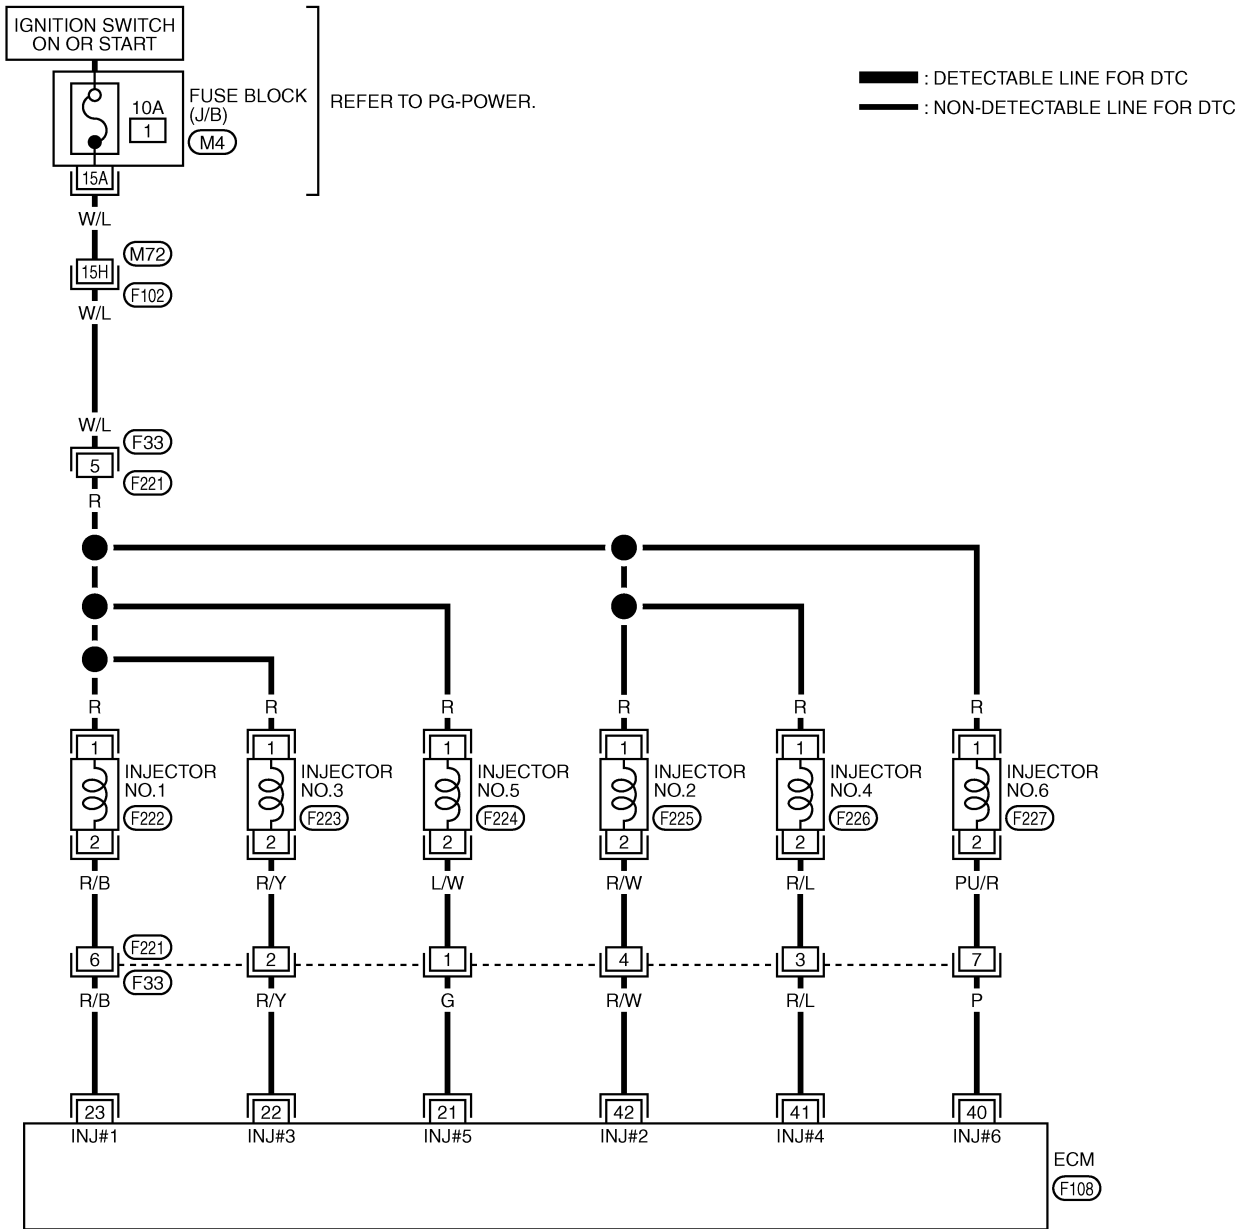 IGNITION SWITCH
ON OR START
10A
1
FUSE BLOCK
(J/B)
M4
REFER TO PG-POWER.
: DETECTABLE LINE FOR DTC
: NON-DETECTABLE LINE FOR DTC
15A
W/L
M72
15H
F102
W/L
W/L
F33
5
F221
R
R R R R R R
1 1 1 1 1 1
INJECTOR
NO.1
F222
INJECTOR
NO.3
F223
INJECTOR
NO.5
F224
INJECTOR
NO.2
F225
INJECTOR
NO.4
F226
INJECTOR
NO.6
F227
2 2 2 2 2 2
R/B R/Y L/W R/W R/L PU/R
F221
6 2 1 4 3 7
F33
R/B R/Y G R/W R/L P
23 22 21 42 41 40
INJ#1 INJ#3 INJ#5 INJ#2 INJ#4 INJ#6
ECM
F108